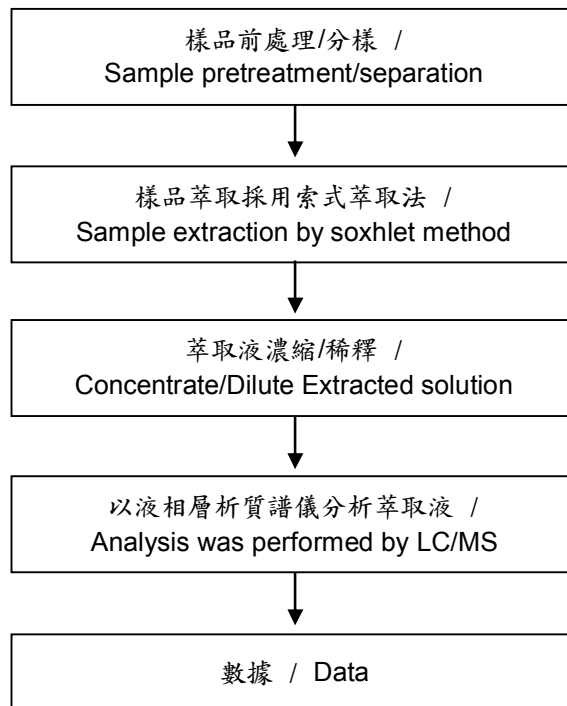 樣品前處理/分樣 /
Sample pretreatment/separation
樣品萃取採用索式萃取法 /
Sample extraction by soxhlet method
萃取液濃縮/稀釋 /
Concentrate/Dilute Extracted solution
以液相層析質譜儀分析萃取液 /
Analysis was performed by LC/MS
數據 / Data